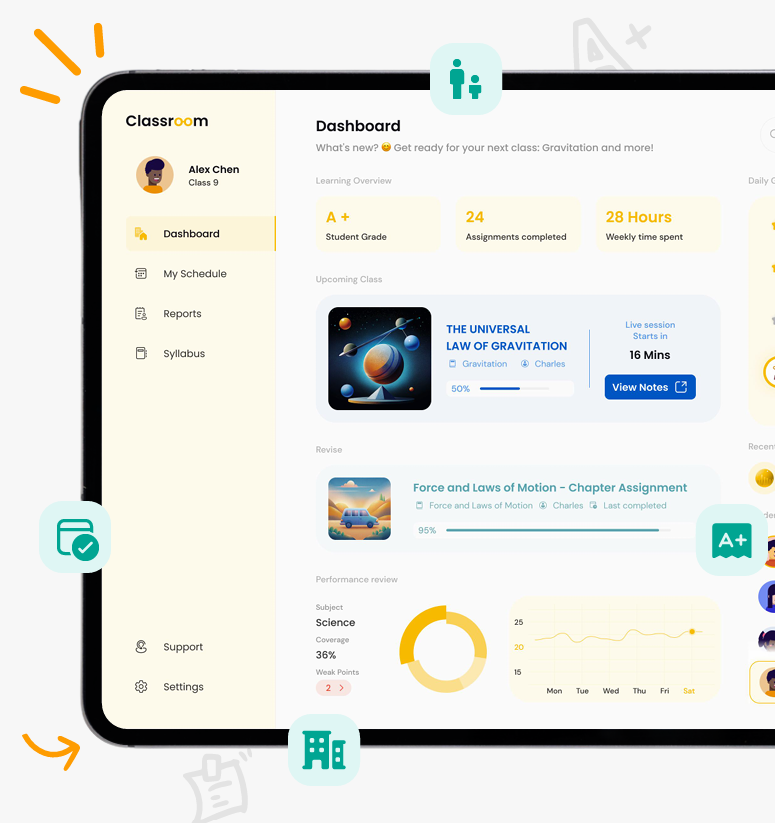 A+
Classroom
Alex Chen
Class 9
Dashboard
My Schedule
Reports
Syllabus
Support
Settings
Dashboard
What's new? 😊 Get ready for your next class: Gravitation and more!
Learning Overview
A +
Student Grade
24
Assignments completed
28 Hours
Weekly time spent
Upcoming Class
THE UNIVERSAL
LAW OF GRAVITATION
Gravitation Charles
50%
Live session
Starts in
16 Mins
View Notes
Revise
Force and Laws of Motion - Chapter Assignment
Force and Laws of Motion Charles Last completed
95%
A+
Performance review
Subject
Science
Coverage
36%
Weak Points
2
25
20
15
Mon Tue Wed Thu Fri Sat
Daily
Recen